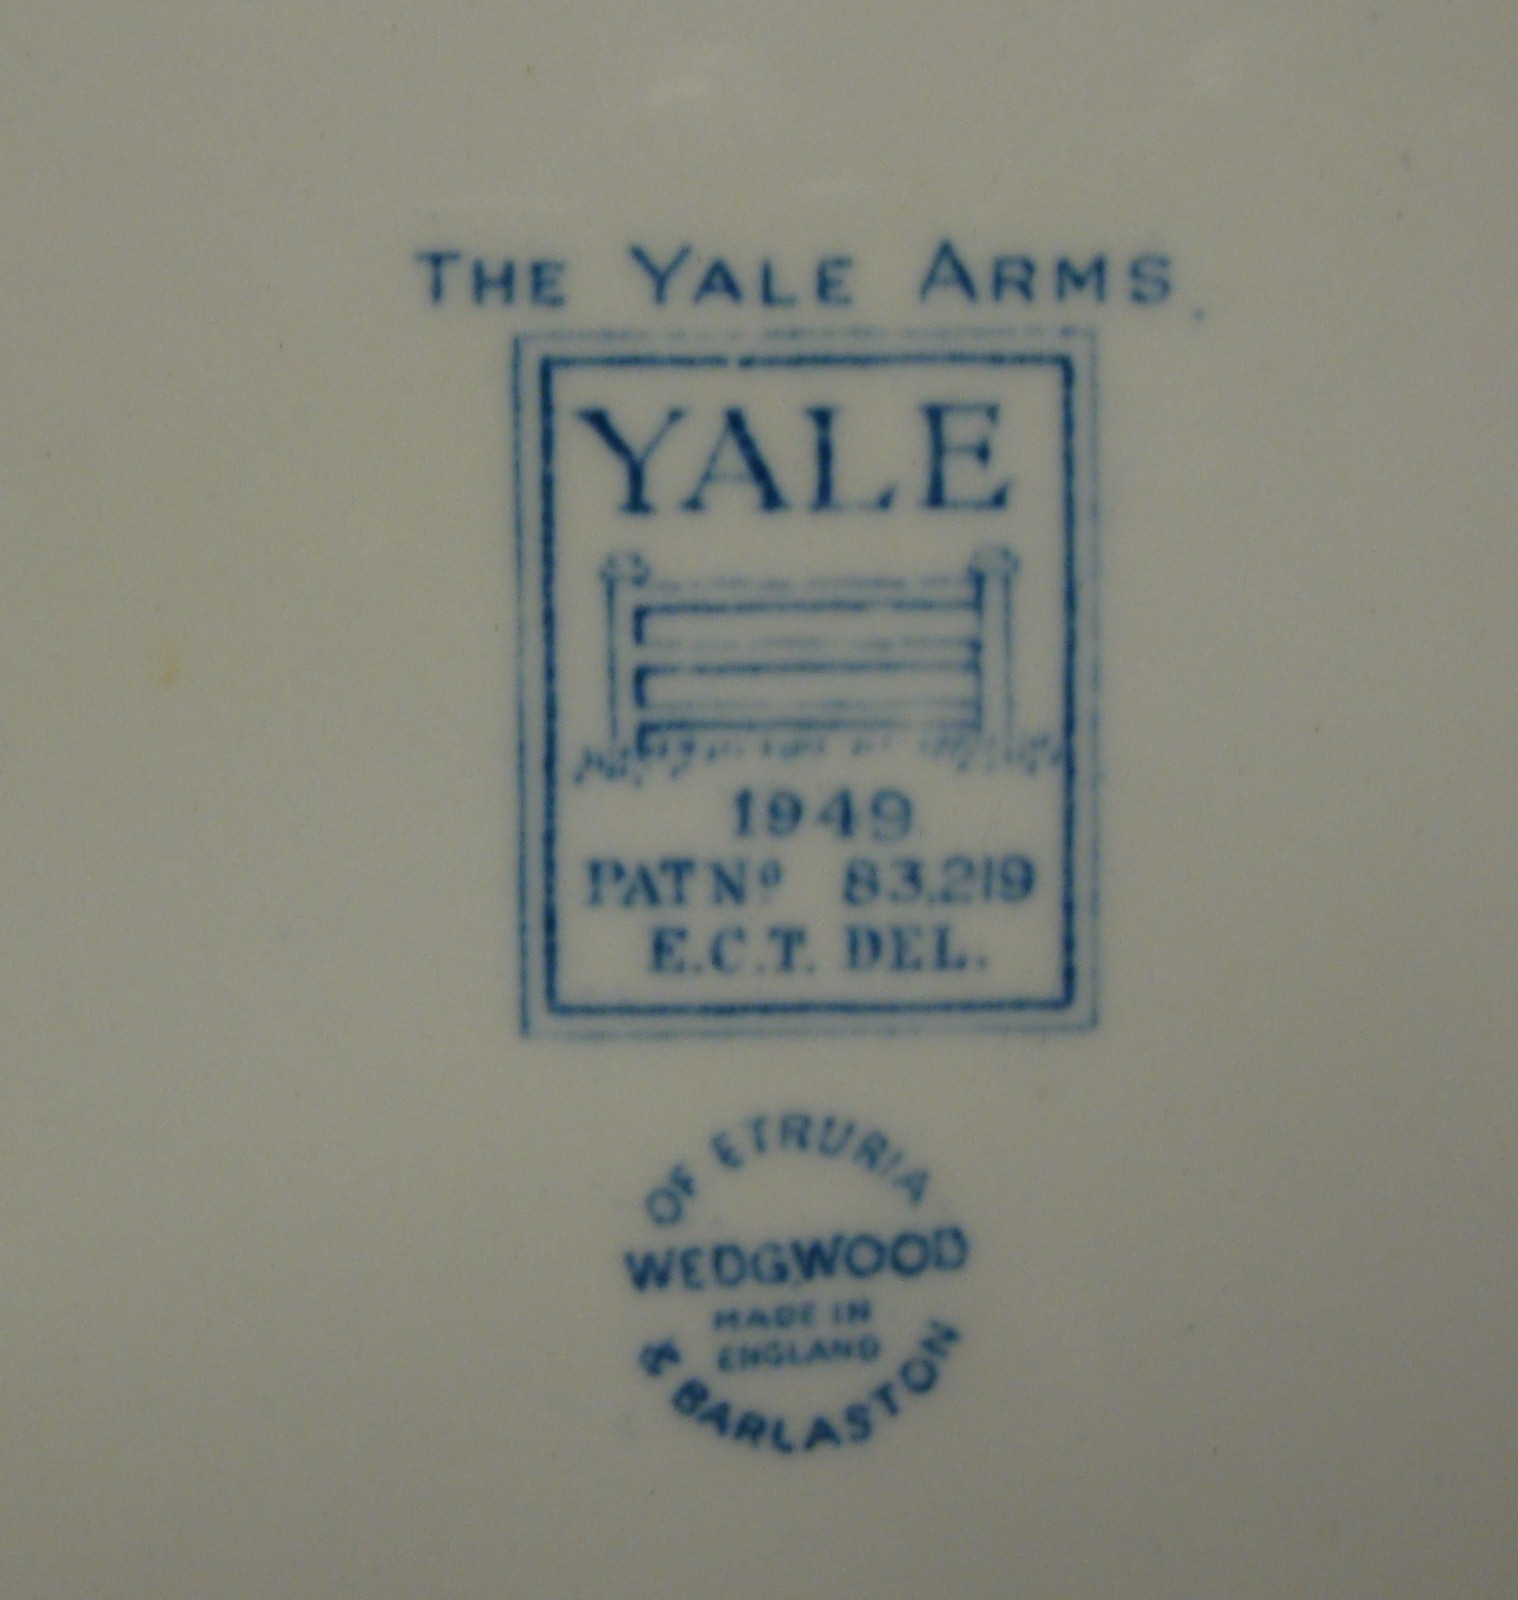 THE YALE ARMS.
YALE
1949
PAT Nº 83,219
E.C.T. DEL.
OF ETRURIA
WEDGWOOD
MADE IN
ENGLAND
& BARLASTON